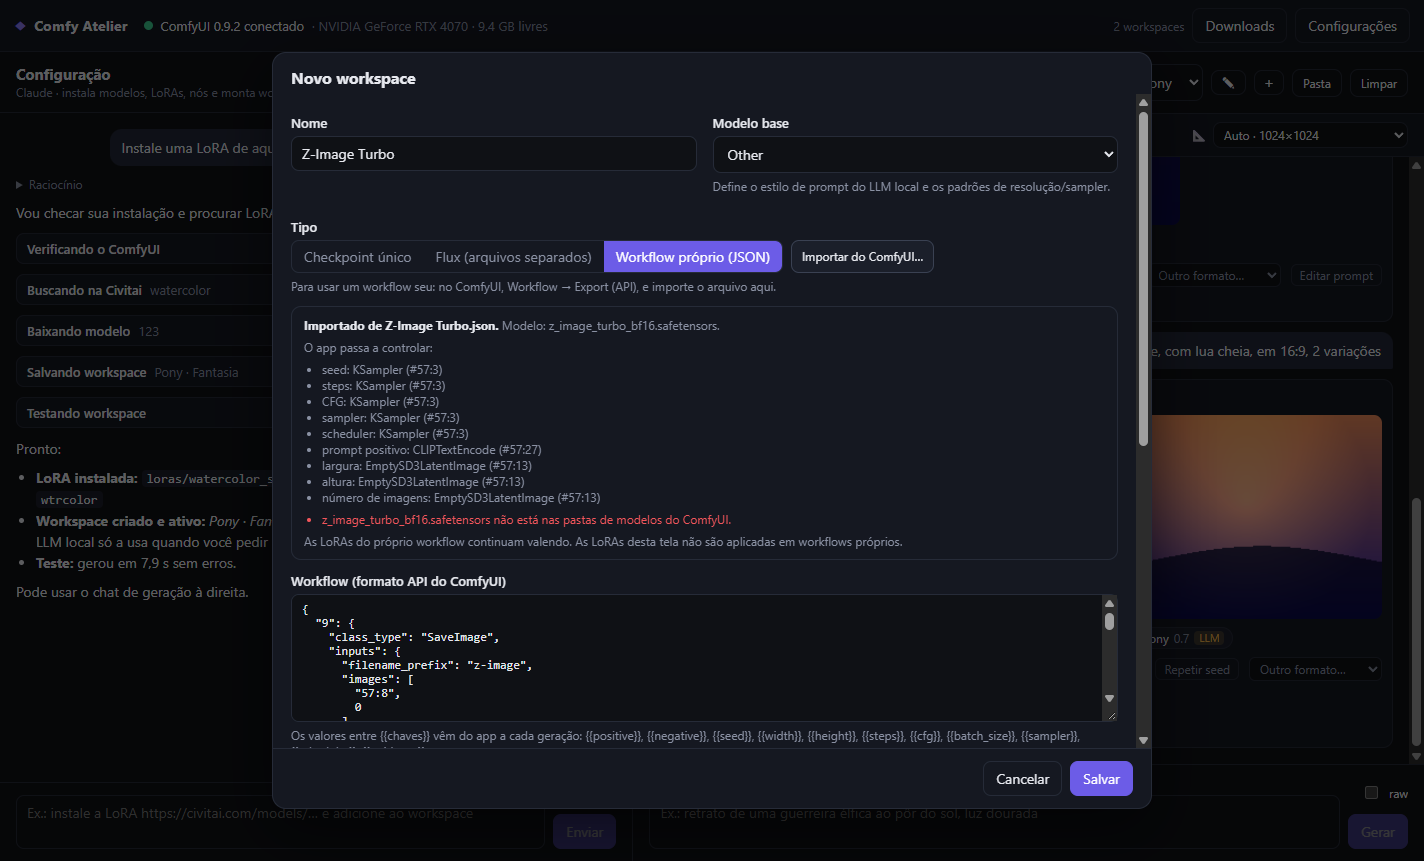 Comfy Atelier
ComfyUI 0.9.2 conectado · NVIDIA GeForce RTX 4070 · 9.4 GB livres
2 workspaces
Downloads
Configurações
Configuração
Claude · instala modelos, LoRAs, nós e monta
Instale uma LoRA de
Raciocínio
Vou checar sua instalação e procurar
Verificando o ComfyUI
Buscando na Civitai watercolor
Baixando modelo 123
Salvando workspace Pony · Fantasia
Testando workspace
Pronto:
LoRA instalada:
wtrcolor
Workspace criado e ativo: Pony ·
LLM local só a usa quando você pedir
Teste: gerou em 7,9 s sem erros.
Pode usar o chat de geração à direita.
Ex.: instale a LoRA https://civitai.com/models/... e adicione ao workspace
Enviar
Novo workspace
Nome
Z-Image Turbo
Modelo base
Other
Define o estilo de prompt do LLM local e os padrões de resolução/sampler.
Tipo
Checkpoint único
Flux (arquivos separados)
Workflow próprio (JSON)
Importar do ComfyUI...
Para usar um workflow seu: no ComfyUI, Workflow → Export (API), e importe o arquivo aqui.
Importado de Z-Image Turbo.json. Modelo: z_image_turbo_bf16.safetensors.
O app passa a controlar:
seed: KSampler (#57:3)
steps: KSampler (#57:3)
CFG: KSampler (#57:3)
sampler: KSampler (#57:3)
scheduler: KSampler (#57:3)
prompt positivo: CLIPTextEncode (#57:27)
largura: EmptySD3LatentImage (#57:13)
altura: EmptySD3LatentImage (#57:13)
número de imagens: EmptySD3LatentImage (#57:13)
z_image_turbo_bf16.safetensors não está nas pastas de modelos do ComfyUI.
As LoRAs do próprio workflow continuam valendo. As LoRAs desta tela não são aplicadas em workflows próprios.
Workflow (formato API do ComfyUI)
{
"9": {
"class_type": "SaveImage",
"inputs": {
"filename_prefix": "z-image",
"images": [
"57:8",
0
Os valores entre {{chaves}} vêm do app a cada geração: {{positive}}, {{negative}}, {{seed}}, {{width}}, {{height}}, {{steps}}, {{cfg}}, {{batch_size}}, {{sampler}},
Cancelar
Salvar
Pasta
Limpar
Auto · 1024×1024
Outro formato...
Editar prompt
, com lua cheia, em 16:9, 2 variações
0.7 LLM
Repetir seed
Outro formato...
raw
Ex.: retrato de uma guerreira élfica ao pôr do sol, luz dourada
Gerar